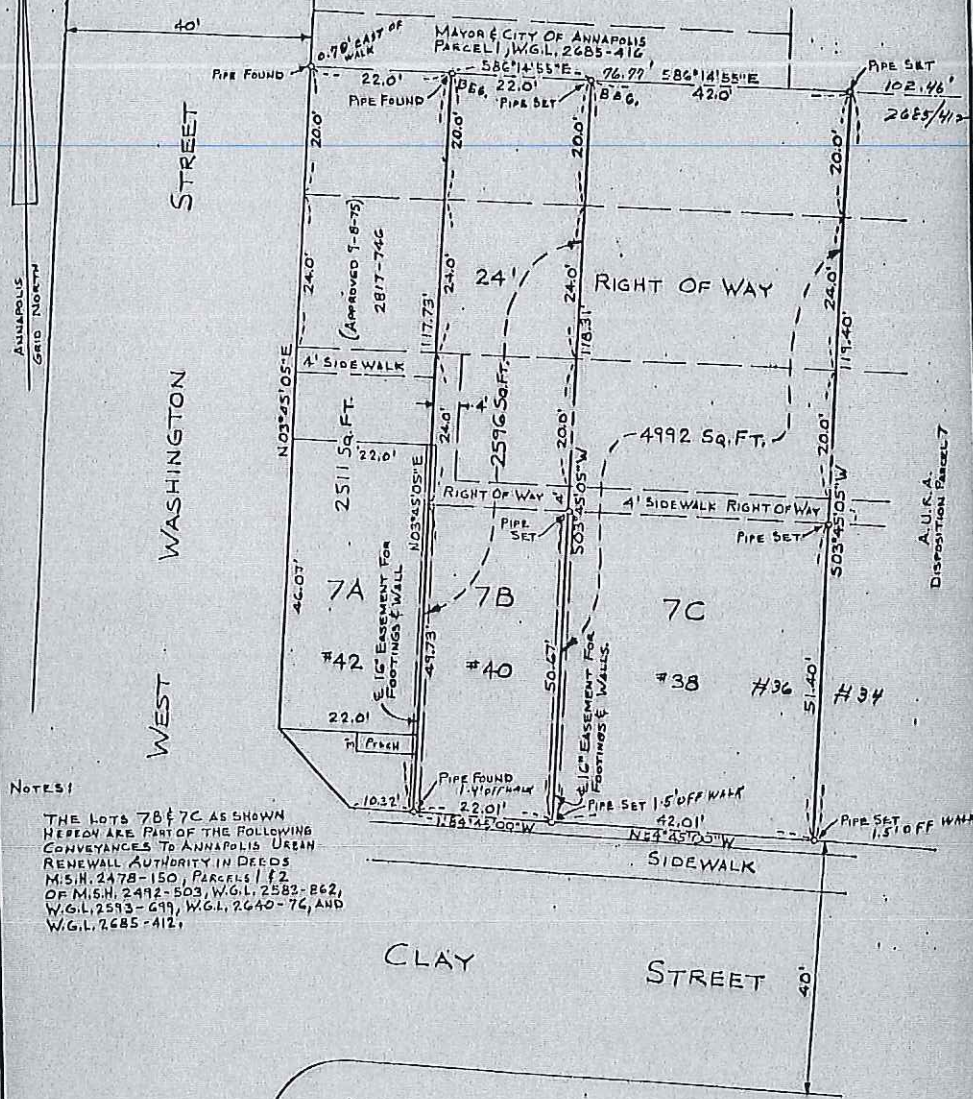 40'
0.70' EAST OF
WALK
MAYOR & CITY OF ANNAPOLIS
PARCEL 1, W.G.L. 2685-416
PIPE FOUND
22.0'
PIPE FOUND
S86°14'55"E
BEG. 22.0'
PIPE SET
76.77'
BEG.
S86°14'55"E
42.0
PIPE SET
102.46'
2685/412
ANNAPOLIS
GRID NORTH
WEST WASHINGTON STREET
20.0'
20.0'
20.0'
20.0'
24.0'
(APPROVED 9-8-75)
2817-746
117.73'
24.0'
24'
24.0'
118.31'
RIGHT OF WAY
24.0'
119.40'
4' SIDEWALK
N03°45'05"E
2511 SQ.FT.
22.0'
24.0'
4'
2596 SQ.FT.
20.0'
4992 SQ.FT.
20.0'
N03°45'05"E
RIGHT OF WAY
4'
PIPE
SET
S03°45'05"W
4' SIDEWALK RIGHT OF WAY
PIPE SET
S03°45'05"W
A.U.R.A.
DISPOSITION PARCEL 7
46.07'
7A
#42
℄ 16" EASEMENT FOR
FOOTINGS & WALL
49.73'
7B
#40
50.67'
℄ 16" EASEMENT FOR
FOOTINGS & WALLS.
7C
#38
#36
51.40'
#34
22.0'
PORCH
10.32'
PIPE FOUND
1.4' OFF WALK
22.01'
PIPE SET 1.5' OFF WALK
42.01'
PIPE SET
1.5' OFF WALK
SIDEWALK
NOTES:
THE LOTS 7B & 7C AS SHOWN
HEREON ARE PART OF THE FOLLOWING
CONVEYANCES TO ANNAPOLIS URBAN
RENEWALL AUTHORITY IN DEEDS
M.S.H. 2478-150, PARCELS 1 & 2
OF M.S.H. 2492-503, W.G.L. 2582-862,
W.G.L. 2593-699, W.G.L. 2640-76, AND
W.G.L. 2685-412.
CLAY STREET
40'